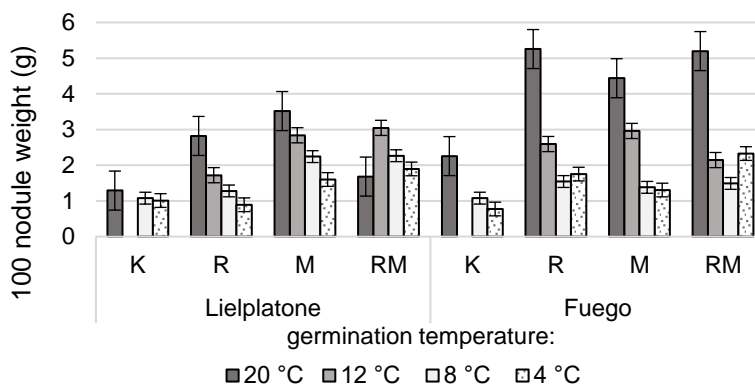 100 nodule weight (g)
6
5
4
3
2
1
0
K R M RM K R M RM
Lielplatone Fuego
germination temperature:
20 °C 12 °C 8 °C 4 °C